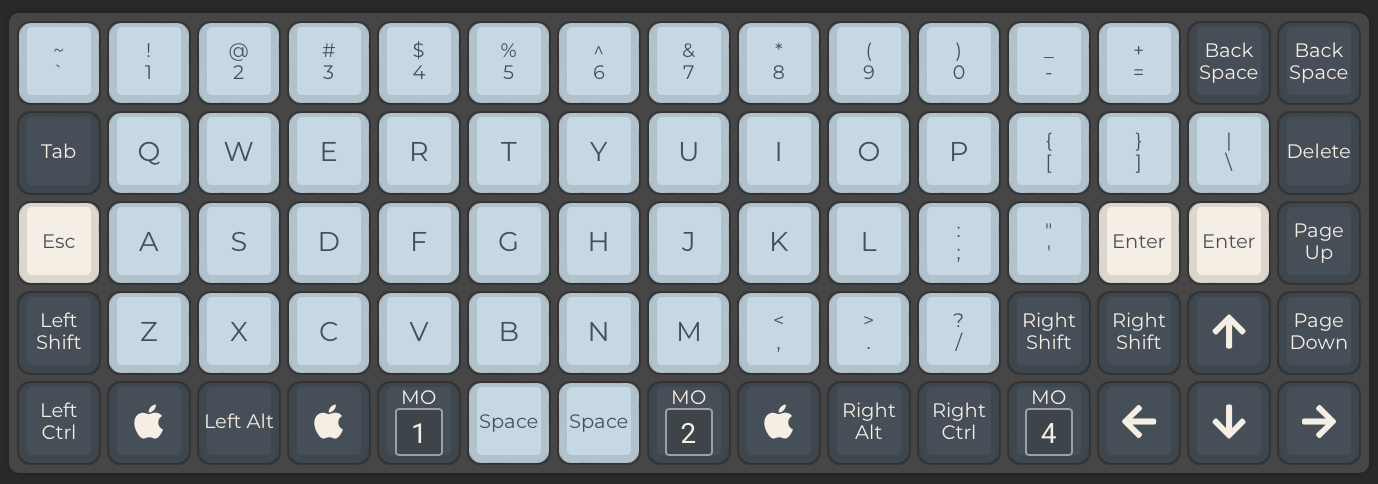 ~ ! @ # $ % ^ & * ( ) _ + Back Back
` 1 2 3 4 5 6 7 8 9 0 - = Space Space
Tab Q W E R T Y U I O P { } | Delete
[ ] \
Esc A S D F G H J K L : " Enter Enter Page
; ' Up
Left Z X C V B N M < > ? Right Right Page
Shift , . / Shift Shift Down
Left Left Alt MO Space Space MO Right Right MO
Ctrl 1 2 Alt Ctrl 4